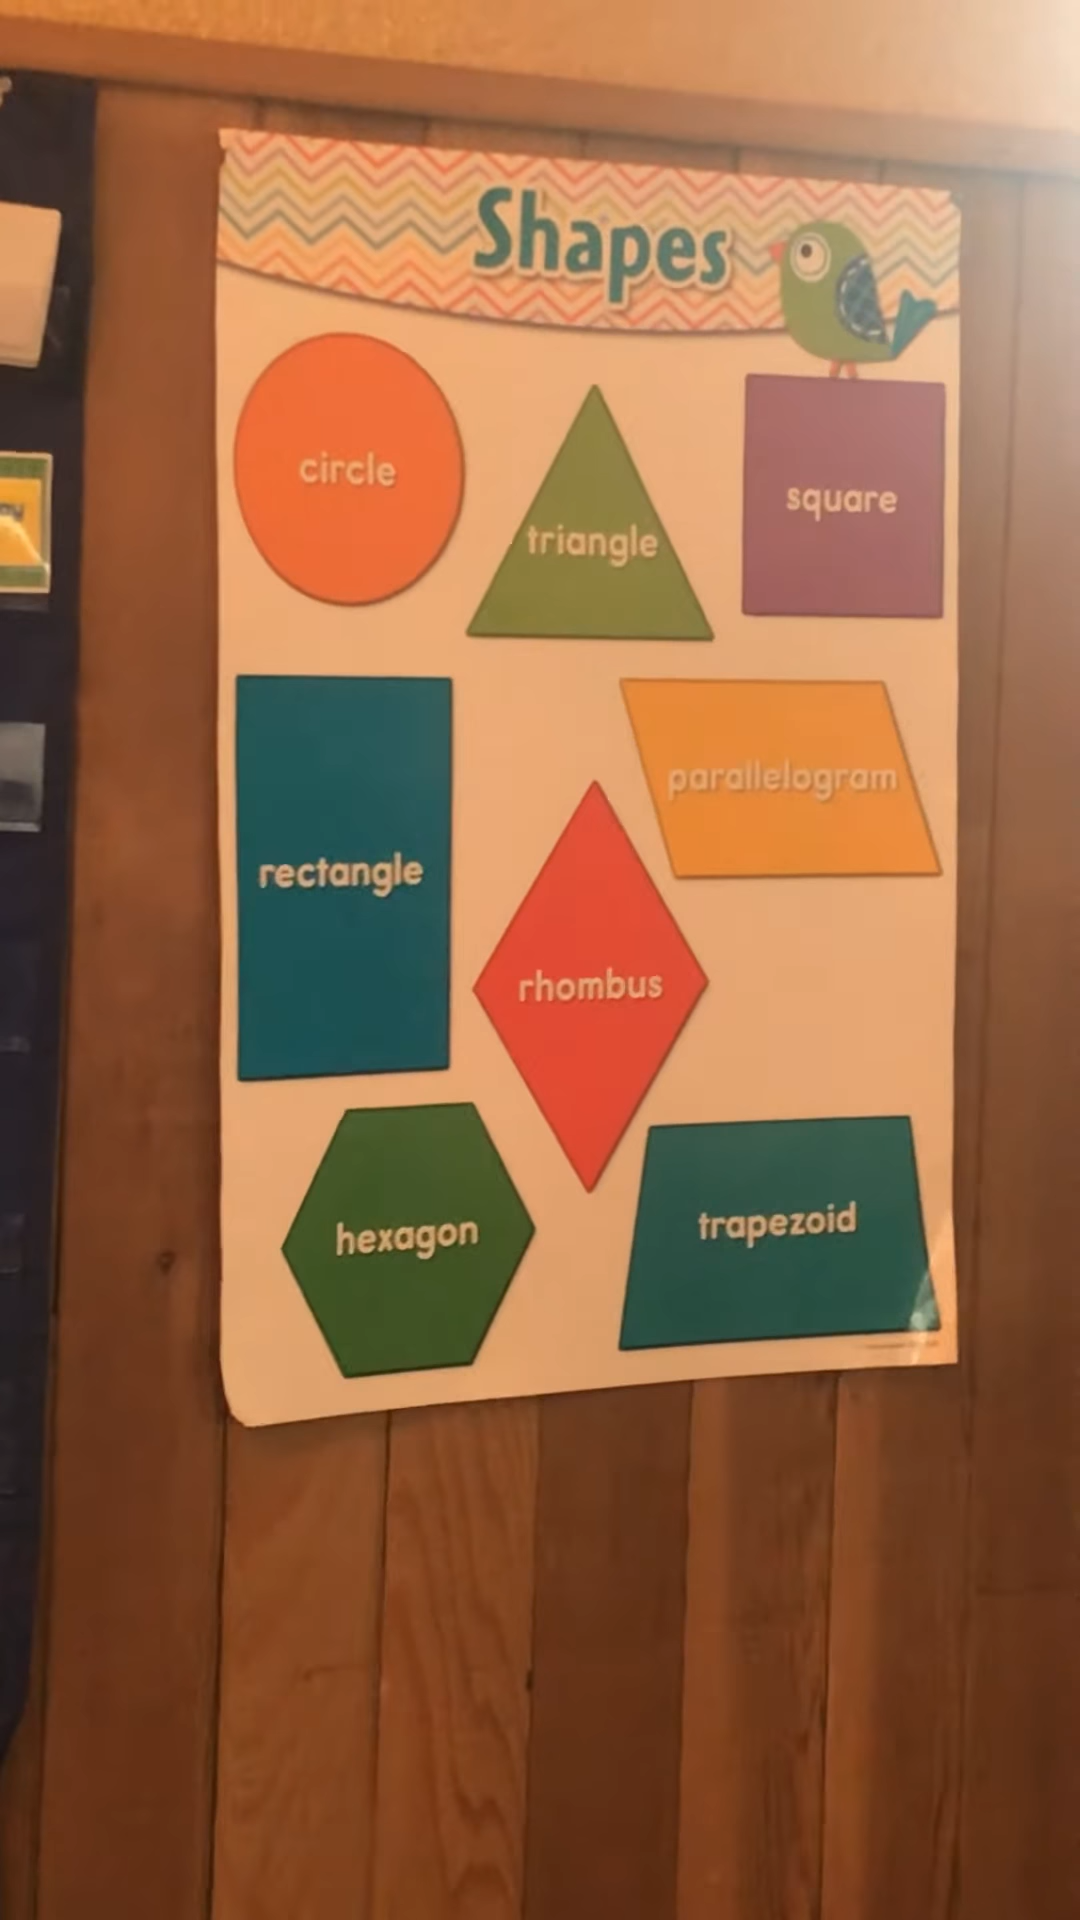 Shapes
circle
triangle
square
rectangle
parallelogram
rhombus
hexagon
trapezoid